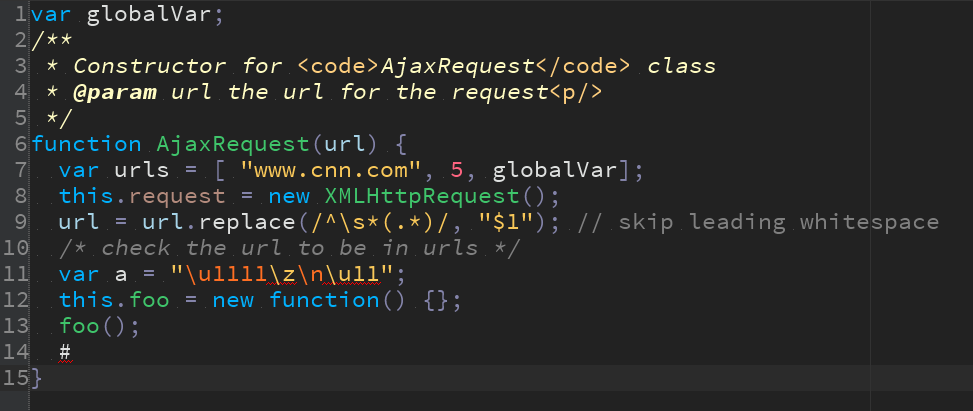 1 var globalVar;
2 /**
3  * Constructor for <code>AjaxRequest</code> class
4  * @param url the url for the request<p/>
5  */
6 function AjaxRequest(url) {
7   var urls = [ "www.cnn.com", 5, globalVar];
8   this.request = new XMLHttpRequest();
9   url = url.replace(/^\s*(.*)/, "$1"); // skip leading whitespace
10   /* check the url to be in urls */
11   var a = "\u1111\z\n\u11";
12   this.foo = new function() {};
13   foo();
14   #
15 }